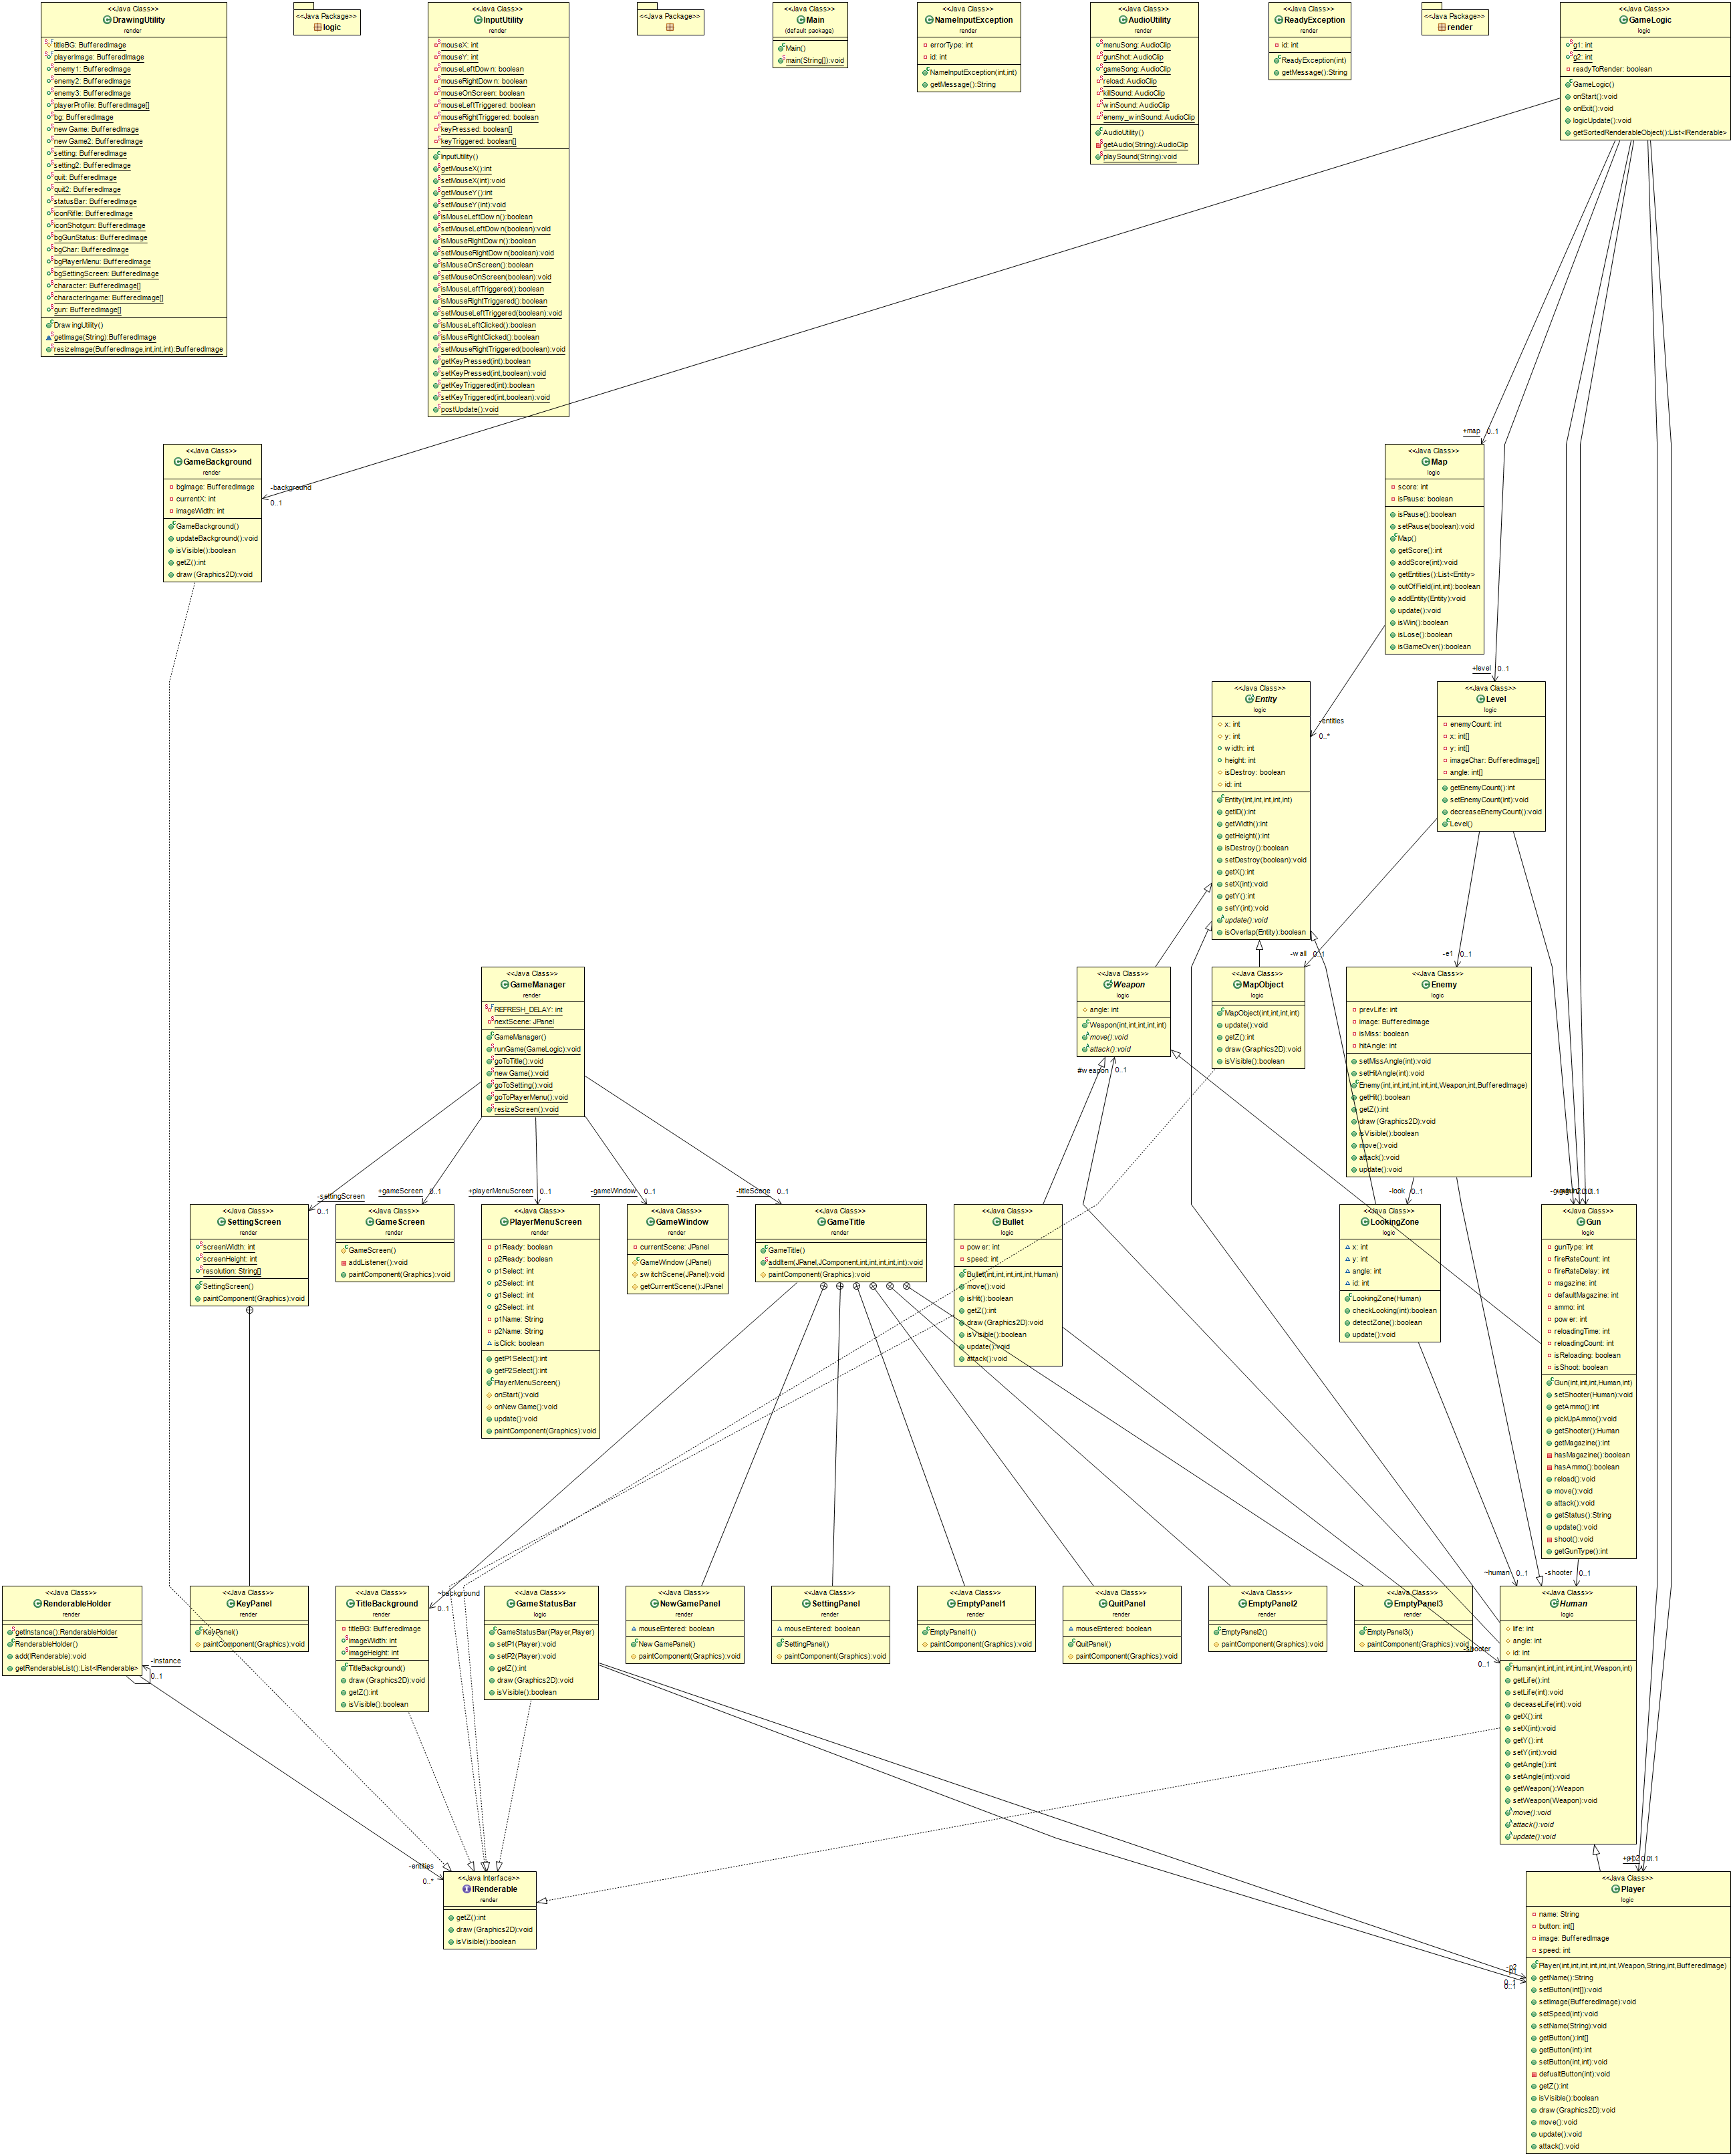 <<Java Class>>
DrawingUtility
render
titleBG: BufferedImage
playerImage: BufferedImage
enemy1: BufferedImage
enemy2: BufferedImage
enemy3: BufferedImage
playerProfile: BufferedImage[]
bg: BufferedImage
newGame: BufferedImage
newGame2: BufferedImage
setting: BufferedImage
setting2: BufferedImage
quit: BufferedImage
quit2: BufferedImage
statusBar: BufferedImage
iconRifle: BufferedImage
iconShotgun: BufferedImage
bgGunStatus: BufferedImage
bgChar: BufferedImage
bgPlayerMenu: BufferedImage
bgSettingScreen: BufferedImage
character: BufferedImage[]
characterIngame: BufferedImage[]
gun: BufferedImage[]
DrawingUtility()
getImage(String):BufferedImage
resizeImage(BufferedImage,int,int,int):BufferedImage
<<Java Package>>
logic
<<Java Class>>
InputUtility
render
mouseX: int
mouseY: int
mouseLeftDown: boolean
mouseRightDown: boolean
mouseOnScreen: boolean
mouseLeftTriggered: boolean
mouseRightTriggered: boolean
keyPressed: boolean[]
keyTriggered: boolean[]
InputUtility()
getMouseX():int
setMouseX(int):void
getMouseY():int
setMouseY(int):void
isMouseLeftDown():boolean
setMouseLeftDown(boolean):void
isMouseRightDown():boolean
setMouseRightDown(boolean):void
isMouseOnScreen():boolean
setMouseOnScreen(boolean):void
isMouseLeftTriggered():boolean
isMouseRightTriggered():boolean
setMouseLeftTriggered(boolean):void
isMouseLeftClicked():boolean
isMouseRightClicked():boolean
setMouseRightTriggered(boolean):void
getKeyPressed(int):boolean
setKeyPressed(int,boolean):void
getKeyTriggered(int):boolean
setKeyTriggered(int,boolean):void
postUpdate():void
<<Java Package>>
<<Java Class>>
Main
(default package)
Main()
main(String[]):void
<<Java Class>>
NameInputException
render
errorType: int
id: int
NameInputException(int,int)
getMessage():String
<<Java Class>>
AudioUtility
render
menuSong: AudioClip
gunShot: AudioClip
gameSong: AudioClip
reload: AudioClip
killSound: AudioClip
winSound: AudioClip
enemy_winSound: AudioClip
AudioUtility()
getAudio(String):AudioClip
playSound(String):void
<<Java Class>>
ReadyException
render
id: int
ReadyException(int)
getMessage():String
<<Java Package>>
render
<<Java Class>>
GameLogic
logic
g1: int
g2: int
readyToRender: boolean
GameLogic()
onStart():void
onExit():void
logicUpdate():void
getSortedRenderableObject():List<IRenderable>
<<Java Class>>
GameBackground
render
bgImage: BufferedImage
currentX: int
imageWidth: int
GameBackground()
updateBackground():void
isVisible():boolean
getZ():int
draw(Graphics2D):void
-background
0..1
+map 0..1
<<Java Class>>
Map
logic
score: int
isPause: boolean
isPause():boolean
setPause(boolean):void
Map()
getScore():int
addScore(int):void
getEntities():List<Entity>
outOfField(int,int):boolean
addEntity(Entity):void
update():void
isWin():boolean
isLose():boolean
isGameOver():boolean
+level 0..1
<<Java Class>>
Entity
logic
x: int
y: int
width: int
height: int
isDestroy: boolean
id: int
Entity(int,int,int,int,int)
getID():int
getWidth():int
getHeight():int
isDestroy():boolean
setDestroy(boolean):void
getX():int
setX(int):void
getY():int
setY(int):void
update():void
isOverlap(Entity):boolean
-entities
0..*
<<Java Class>>
Level
logic
enemyCount: int
x: int[]
y: int[]
imageChar: BufferedImage[]
angle: int[]
getEnemyCount():int
setEnemyCount(int):void
decreaseEnemyCount():void
Level()
-wall 0..1
-e1 0..1
<<Java Class>>
GameManager
render
REFRESH_DELAY: int
nextScene: JPanel
GameManager()
runGame(GameLogic):void
goToTitle():void
newGame():void
goToSetting():void
goToPlayerMenu():void
resizeScreen():void
<<Java Class>>
Weapon
logic
angle: int
Weapon(int,int,int,int,int)
move():void
attack():void
#weapon 0..1
<<Java Class>>
MapObject
logic
MapObject(int,int,int,int)
update():void
getZ():int
draw(Graphics2D):void
isVisible():boolean
<<Java Class>>
Enemy
logic
prevLife: int
image: BufferedImage
isMiss: boolean
hitAngle: int
setMissAngle(int):void
setHitAngle(int):void
Enemy(int,int,int,int,int,int,Weapon,int,BufferedImage)
getHit():boolean
getZ():int
draw(Graphics2D):void
isVisible():boolean
move():void
attack():void
update():void
-settingScreen
0..1
+gameScreen 0..1
+playerMenuScreen 0..1
-gameWindow 0..1
-titleScene 0..1
-look 0..1
<<Java Class>>
SettingScreen
render
screenWidth: int
screenHeight: int
resolution: String[]
SettingScreen()
paintComponent(Graphics):void
<<Java Class>>
GameScreen
render
GameScreen()
addListener():void
paintComponent(Graphics):void
<<Java Class>>
PlayerMenuScreen
render
p1Ready: boolean
p2Ready: boolean
p1Select: int
p2Select: int
g1Select: int
g2Select: int
p1Name: String
p2Name: String
isClick: boolean
getP1Select():int
getP2Select():int
PlayerMenuScreen()
onStart():void
onNewGame():void
update():void
paintComponent(Graphics):void
<<Java Class>>
GameWindow
render
currentScene: JPanel
GameWindow(JPanel)
switchScene(JPanel):void
getCurrentScene():JPanel
<<Java Class>>
GameTitle
render
GameTitle()
addItem(JPanel,JComponent,int,int,int,int,int):void
paintComponent(Graphics):void
<<Java Class>>
Bullet
logic
power: int
speed: int
Bullet(int,int,int,int,int,Human)
move():void
isHit():boolean
getZ():int
draw(Graphics2D):void
isVisible():boolean
update():void
attack():void
<<Java Class>>
LookingZone
logic
x: int
y: int
angle: int
id: int
LookingZone(Human)
checkLooking(int):boolean
detectZone():boolean
update():void
<<Java Class>>
Gun
logic
gunType: int
fireRateCount: int
fireRateDelay: int
magazine: int
defaultMagazine: int
ammo: int
power: int
reloadingTime: int
reloadingCount: int
isReloading: boolean
isShoot: boolean
Gun(int,int,int,Human,int)
setShooter(Human):void
getAmmo():int
pickUpAmmo():void
getShooter():Human
getMagazine():int
hasMagazine():boolean
hasAmmo():boolean
reload():void
move():void
attack():void
getStatus():String
update():void
shoot():void
getGunType():int
~human 0..1
-shooter 0..1
<<Java Class>>
RenderableHolder
render
getInstance():RenderableHolder
RenderableHolder()
add(IRenderable):void
getRenderableList():List<IRenderable>
-instance
0..1
<<Java Class>>
KeyPanel
render
KeyPanel()
paintComponent(Graphics):void
<<Java Class>>
TitleBackground
render
titleBG: BufferedImage
imageWidth: int
imageHeight: int
TitleBackground()
draw(Graphics2D):void
getZ():int
isVisible():boolean
~background
0..1
<<Java Class>>
GameStatusBar
logic
GameStatusBar(Player,Player)
setP1(Player):void
setP2(Player):void
getZ():int
draw(Graphics2D):void
isVisible():boolean
<<Java Class>>
NewGamePanel
render
mouseEntered: boolean
NewGamePanel()
paintComponent(Graphics):void
<<Java Class>>
SettingPanel
render
mouseEntered: boolean
SettingPanel()
paintComponent(Graphics):void
<<Java Class>>
EmptyPanel1
render
EmptyPanel1()
paintComponent(Graphics):void
<<Java Class>>
QuitPanel
render
mouseEntered: boolean
QuitPanel()
paintComponent(Graphics):void
<<Java Class>>
EmptyPanel2
render
EmptyPanel2()
paintComponent(Graphics):void
<<Java Class>>
EmptyPanel3
render
EmptyPanel3()
paintComponent(Graphics):void
-shooter
0..1
<<Java Class>>
Human
logic
life: int
angle: int
id: int
Human(int,int,int,int,int,int,Weapon,int)
getLife():int
setLife(int):void
deceaseLife(int):void
getX():int
setX(int):void
getY():int
setY(int):void
getAngle():int
setAngle(int):void
getWeapon():Weapon
setWeapon(Weapon):void
move():void
attack():void
update():void
-entities
0..*
<<Java Interface>>
IRenderable
render
getZ():int
draw(Graphics2D):void
isVisible():boolean
<<Java Class>>
Player
logic
name: String
button: int[]
image: BufferedImage
speed: int
Player(int,int,int,int,int,int,Weapon,String,int,BufferedImage)
getName():String
setButton(int[]):void
setImage(BufferedImage):void
setSpeed(int):void
setName(String):void
getButton():int[]
getButton(int):int
setButton(int,int):void
defualtButton(int):void
getZ():int
isVisible():boolean
draw(Graphics2D):void
move():void
update():void
attack():void
-p2
0..1
0..1